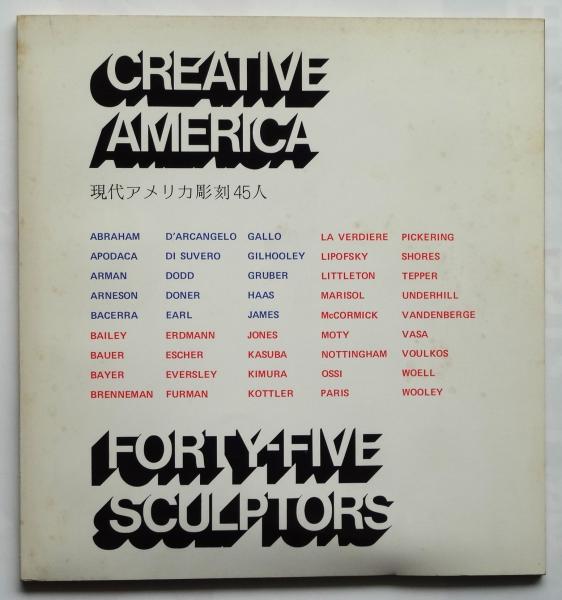 CREATIVE
AMERICA
現代アメリカ彫刻45人
ABRAHAM D'ARCANGELO GALLO LA VERDIERE PICKERING
APODACA DI SUVERO GILHOOLEY LIPOFSKY SHORES
ARMAN DODD GRUBER LITTLETON TEPPER
ARNESON DONER HAAS MARISOL UNDERHILL
BACERRA EARL JAMES McCORMICK VANDENBERGE
BAILEY ERDMANN JONES MOTY VASA
BAUER ESCHER KASUBA NOTTINGHAM VOULKOS
BAYER EVERSLEY KIMURA OSSI WOELL
BRENNEMAN FURMAN KOTTLER PARIS WOOLEY
FORTY-FIVE
SCULPTORS